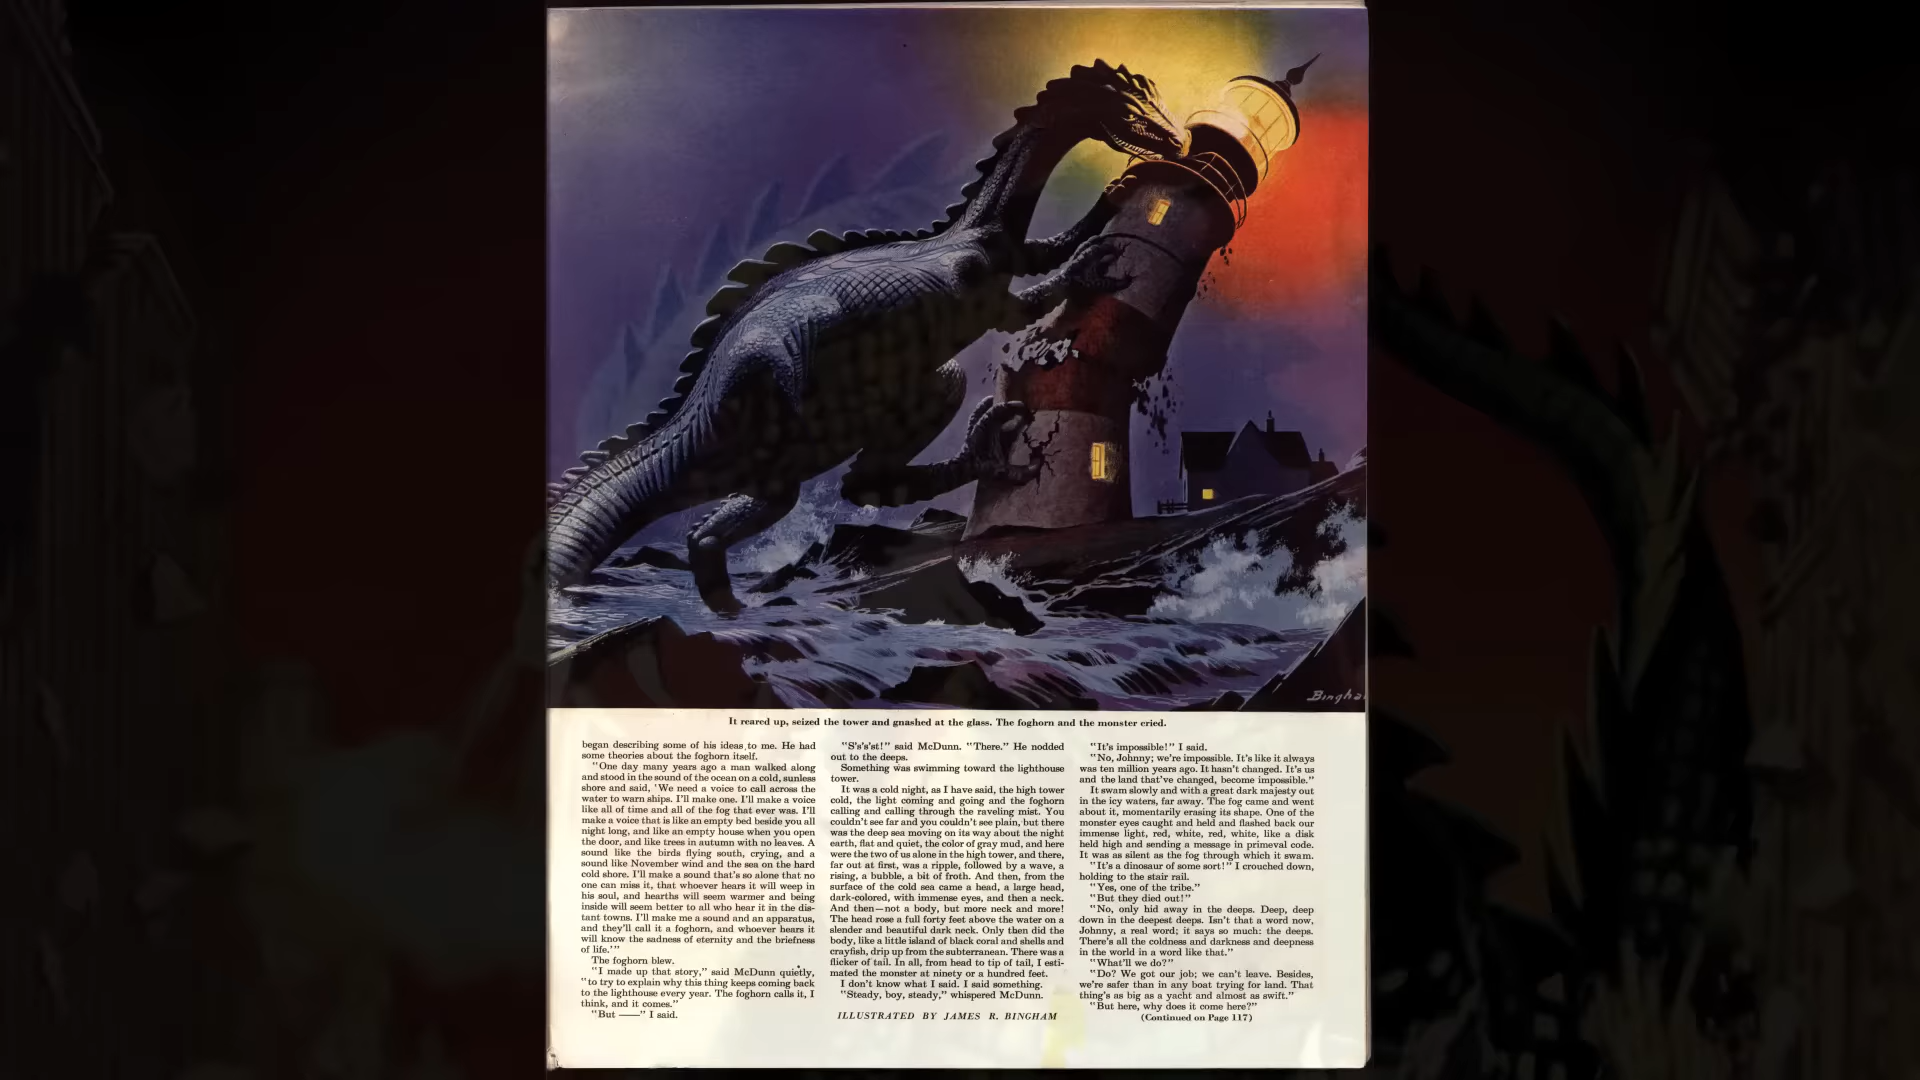 Bingha
It reared up, seized the tower and gnashed at the glass. The foghorn and the monster cried.
began describing some of his ideas to me. He had
some theories about the foghorn itself.
"One day many years ago a man walked along
and stood in the sound of the ocean on a cold, sunless
shore and said, 'We need a voice to call across the
water to warn ships. I'll make one. I'll make a voice
like all of time and all of the fog that ever was. I'll
make a voice that is like an empty bed beside you all
night long, and like an empty house when you open
the door, and like trees in autumn with no leaves. A
sound like the birds flying south, crying, and a
sound like November wind and the sea on the hard
cold shore. I'll make a sound that's so alone that no
one can miss it, that whoever hears it will weep in
his soul, and hearths will seem warmer and being
inside will seem better to all who hear it in the dis-
tant towns. I'll make me a sound and an apparatus,
and they'll call it a foghorn, and whoever hears it
will know the sadness of eternity and the briefness
of life.'"
The foghorn blew.
"I made up that story," said McDunn quietly,
"to try to explain why this thing keeps coming back
to the lighthouse every year. The foghorn calls it, I
think, and it comes."
"But ——" I said.
"S's's'st!" said McDunn. "There." He nodded
out to the deeps.
Something was swimming toward the lighthouse
tower.
It was a cold night, as I have said, the high tower
cold, the light coming and going and the foghorn
calling and calling through the raveling mist. You
couldn't see far and you couldn't see plain, but there
was the deep sea moving on its way about the night
earth, flat and quiet, the color of gray mud, and here
were the two of us alone in the high tower, and there,
far out at first, was a ripple, followed by a wave, a
rising, a bubble, a bit of froth. And then, from the
surface of the cold sea came a head, a large head,
dark-colored, with immense eyes, and then a neck.
And then—not a body, but more neck and more!
The head rose a full forty feet above the water on a
slender and beautiful dark neck. Only then did the
body, like a little island of black coral and shells and
crayfish, drip up from the subterranean. There was a
flicker of tail. In all, from head to tip of tail, I esti-
mated the monster at ninety or a hundred feet.
I don't know what I said. I said something.
"Steady, boy, steady," whispered McDunn.
ILLUSTRATED BY JAMES R. BINGHAM
"It's impossible!" I said.
"No, Johnny; we're impossible. It's like it always
was ten million years ago. It hasn't changed. It's us
and the land that've changed, become impossible."
It swam slowly and with a great dark majesty out
in the icy waters, far away. The fog came and went
about it, momentarily erasing its shape. One of the
monster eyes caught and held and flashed back our
immense light, red, white, red, white, like a disk
held high and sending a message in primeval code.
It was as silent as the fog through which it swam.
"It's a dinosaur of some sort!" I crouched down,
holding to the stair rail.
"Yes, one of the tribe."
"But they died out!"
"No, only hid away in the deeps. Deep, deep
down in the deepest deeps. Isn't that a word now,
Johnny, a real word; it says so much: the deeps.
There's all the coldness and darkness and deepness
in the world in a word like that."
"What'll we do?"
"Do? We got our job; we can't leave. Besides,
we're safer than in any boat trying for land. That
thing's as big as a yacht and almost as swift."
"But here, why does it come here?"
(Continued on Page 117)